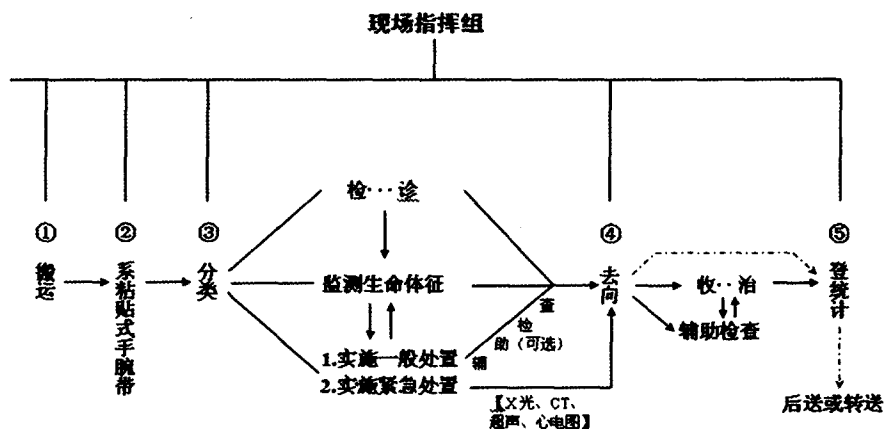 现场指挥组
检···诊
① ② ③ ④ ⑤
搬运
系粘贴式手腕带
分类
监测生命体征
去向
收··治
登统计
辅助检查（可选）
辅助检查
1.实施一般处置
2.实施紧急处置
【X光、CT、
超声、心电图】
后送或转送